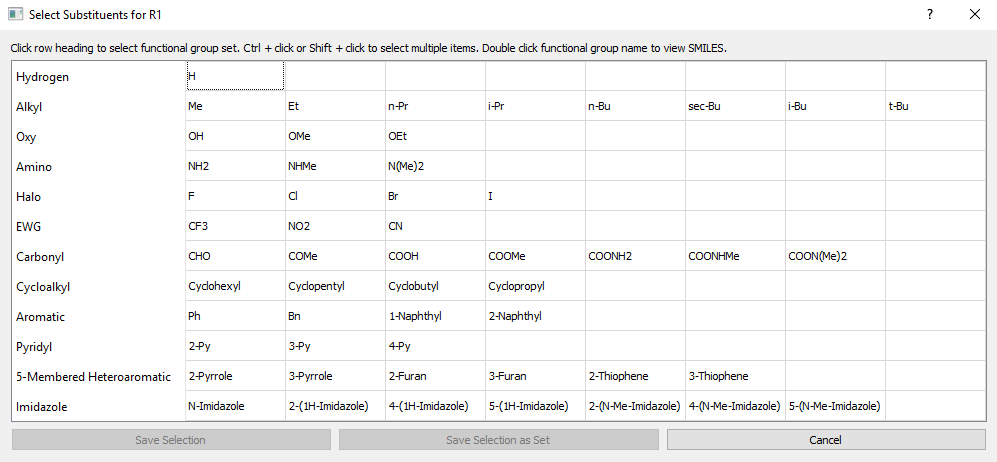 Select Substituents for R1
Click row heading to select functional group set. Ctrl + click or Shift + click to select multiple items. Double click functional group name to view SMILES.
Hydrogen H
Alkyl Me Et n-Pr i-Pr n-Bu sec-Bu i-Bu t-Bu
Oxy OH OMe OEt
Amino NH2 NHMe N(Me)2
Halo F Cl Br I
EWG CF3 NO2 CN
Carbonyl CHO COMe COOH COOMe COONH2 COONHMe COON(Me)2
Cycloalkyl Cyclohexyl Cyclopentyl Cyclobutyl Cyclopropyl
Aromatic Ph Bn 1-Naphthyl 2-Naphthyl
Pyridyl 2-Py 3-Py 4-Py
5-Membered Heteroaromatic 2-Pyrrole 3-Pyrrole 2-Furan 3-Furan 2-Thiophene 3-Thiophene
Imidazole N-Imidazole 2-(1H-Imidazole) 4-(1H-Imidazole) 5-(1H-Imidazole) 2-(N-Me-Imidazole) 4-(N-Me-Imidazole) 5-(N-Me-Imidazole)
Save Selection Save Selection as Set Cancel